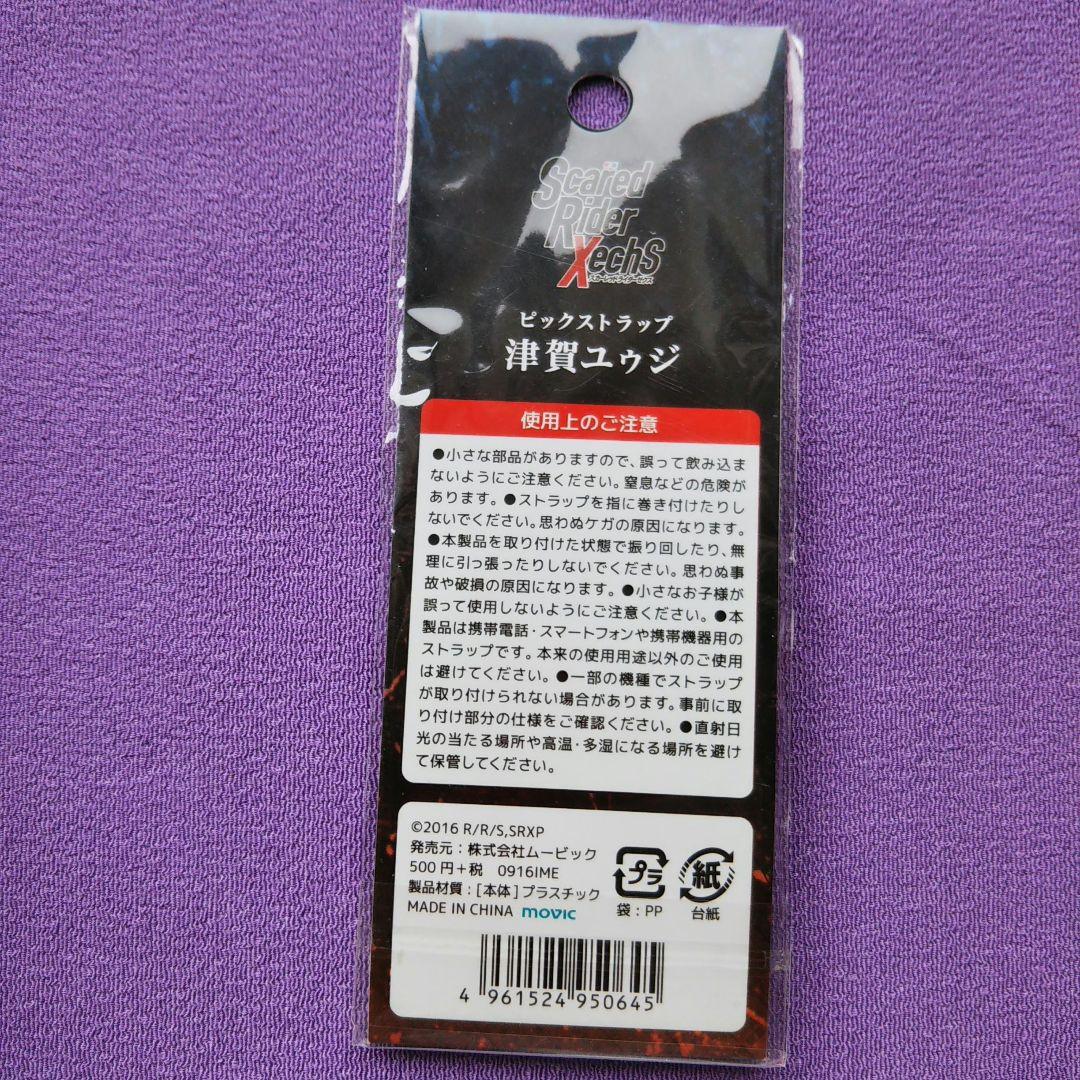 Scared
Rider
XechS
スカーレッドライダーゼクス
ピックストラップ
津賀ユゥジ
使用上のご注意
●小さな部品がありますので、誤って飲み込ま
ないようにご注意ください。窒息などの危険が
あります。●ストラップを指に巻き付けたりし
ないでください。思わぬケガの原因になります。
●本製品を取り付けた状態で振り回したり、無
理に引っ張ったりしないでください。思わぬ事
故や破損の原因になります。●小さなお子様が
誤って使用しないようにご注意ください。●本
製品は携帯電話・スマートフォンや携帯機器用の
ストラップです。本来の使用用途以外のご使用
は避けてください。●一部の機種でストラップ
が取り付けられない場合があります。事前に取
り付け部分の仕様をご確認ください。●直射日
光の当たる場所や高温・多湿になる場所を避け
て保管してください。
©2016 R/R/S,SRXP
発売元：株式会社ムービック
500円+税 0916IME
製品材質：[本体]プラスチック
MADE IN CHINA movic
プラ
袋：PP
紙
台紙
4 961524 950645